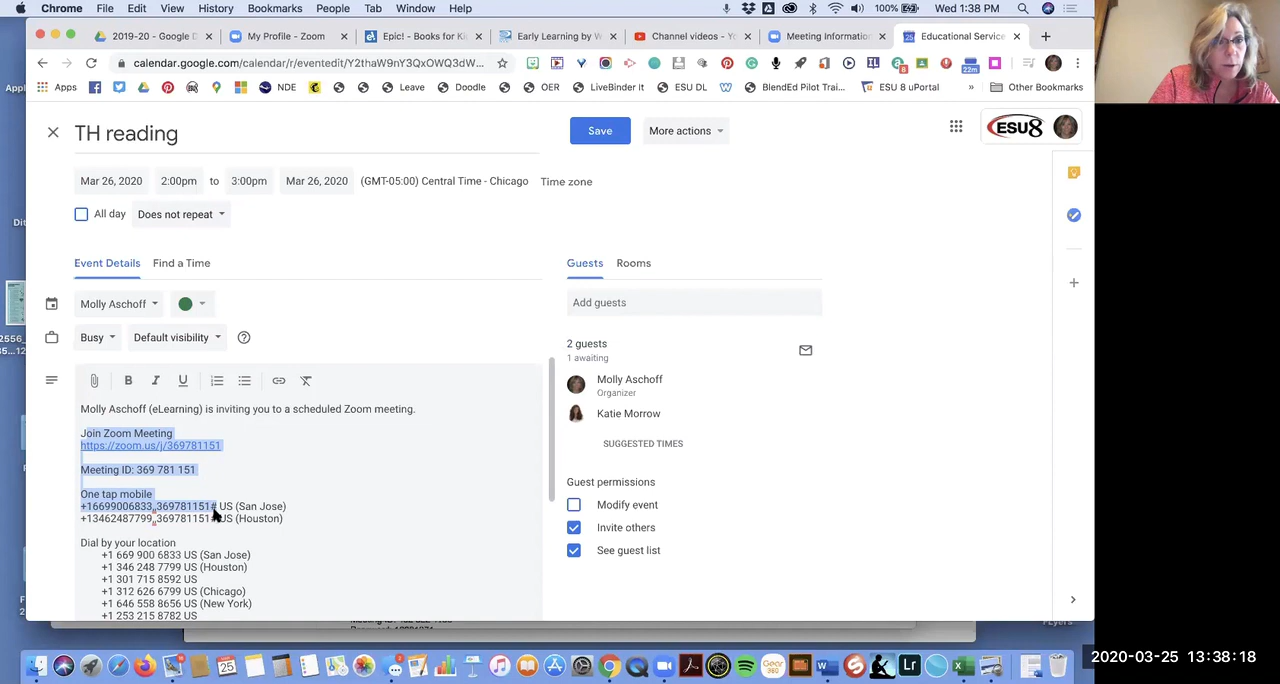 Chrome File Edit View History Bookmarks People Tab Window Help 100% Wed 1:38 PM
2019-20 - Google D My Profile - Zoom Epic! - Books for Ki Early Learning by W Channel videos - Yo Meeting Information Educational Service
calendar.google.com/calendar/r/eventedit/Y2thaW9nY3QxOWQ3dW...
Apps NDE Leave Doodle OER LiveBinder It ESU DL BlendEd Pilot Trai... ESU 8 uPortal » Other Bookmarks
22m
TH reading
Save
More actions
ESU8
Mar 26, 2020 2:00pm to 3:00pm Mar 26, 2020 (GMT-05:00) Central Time - Chicago Time zone
All day Does not repeat
Event Details Find a Time
Guests Rooms
Molly Aschoff
Add guests
Busy Default visibility
2 guests
1 awaiting
Molly Aschoff
Organizer
Katie Morrow
SUGGESTED TIMES
Guest permissions
Modify event
Invite others
See guest list
Molly Aschoff (eLearning) is inviting you to a scheduled Zoom meeting.
Join Zoom Meeting
https://zoom.us/j/369781151
Meeting ID: 369 781 151
One tap mobile
+16699006833,,369781151# US (San Jose)
+13462487799,,369781151# US (Houston)
Dial by your location
+1 669 900 6833 US (San Jose)
+1 346 248 7799 US (Houston)
+1 301 715 8592 US
+1 312 626 6799 US (Chicago)
+1 646 558 8656 US (New York)
+1 253 215 8782 US
2020-03-25 13:38:18